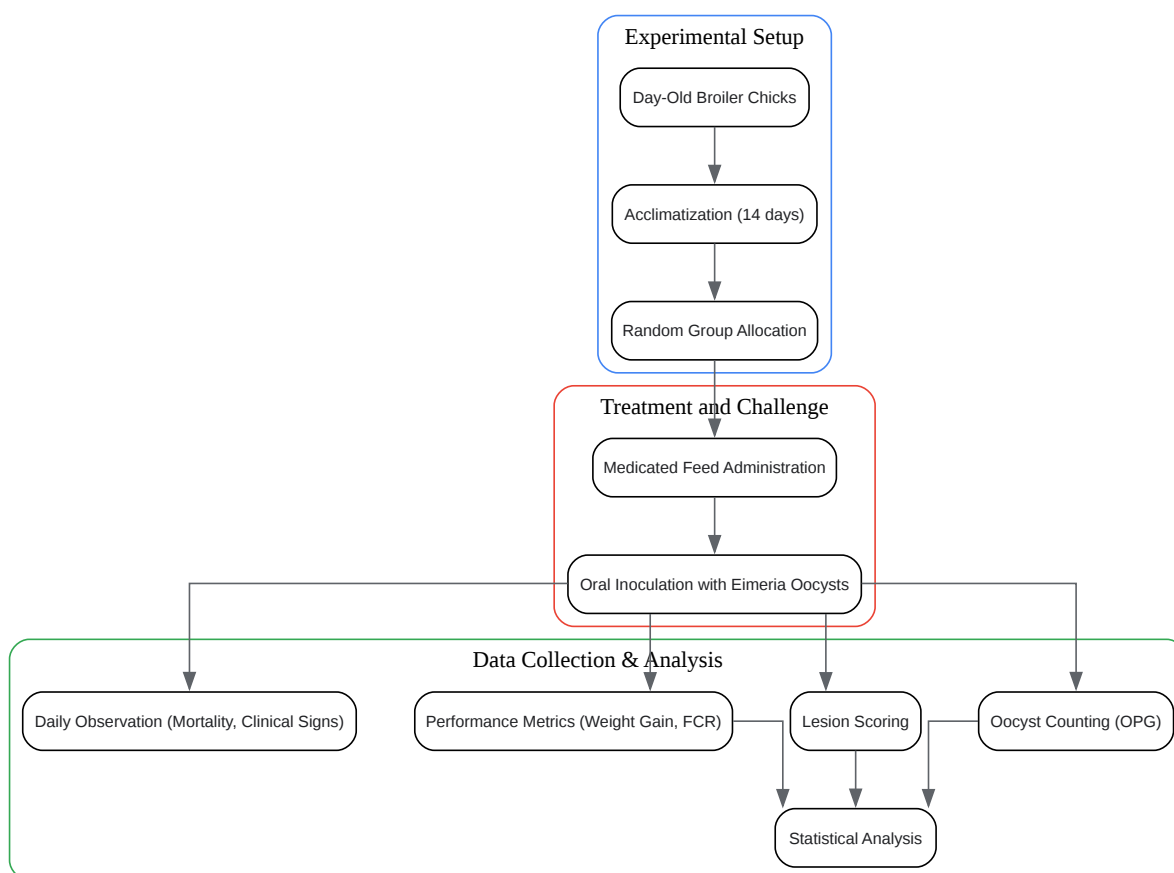 Experimental Setup
Day-Old Broiler Chicks
Acclimatization (14 days)
Random Group Allocation
Treatment and Challenge
Medicated Feed Administration
Oral Inoculation with Eimeria Oocysts
Data Collection & Analysis
Daily Observation (Mortality, Clinical Signs)
Performance Metrics (Weight Gain, FCR)
Lesion Scoring
Oocyst Counting (OPG)
Statistical Analysis